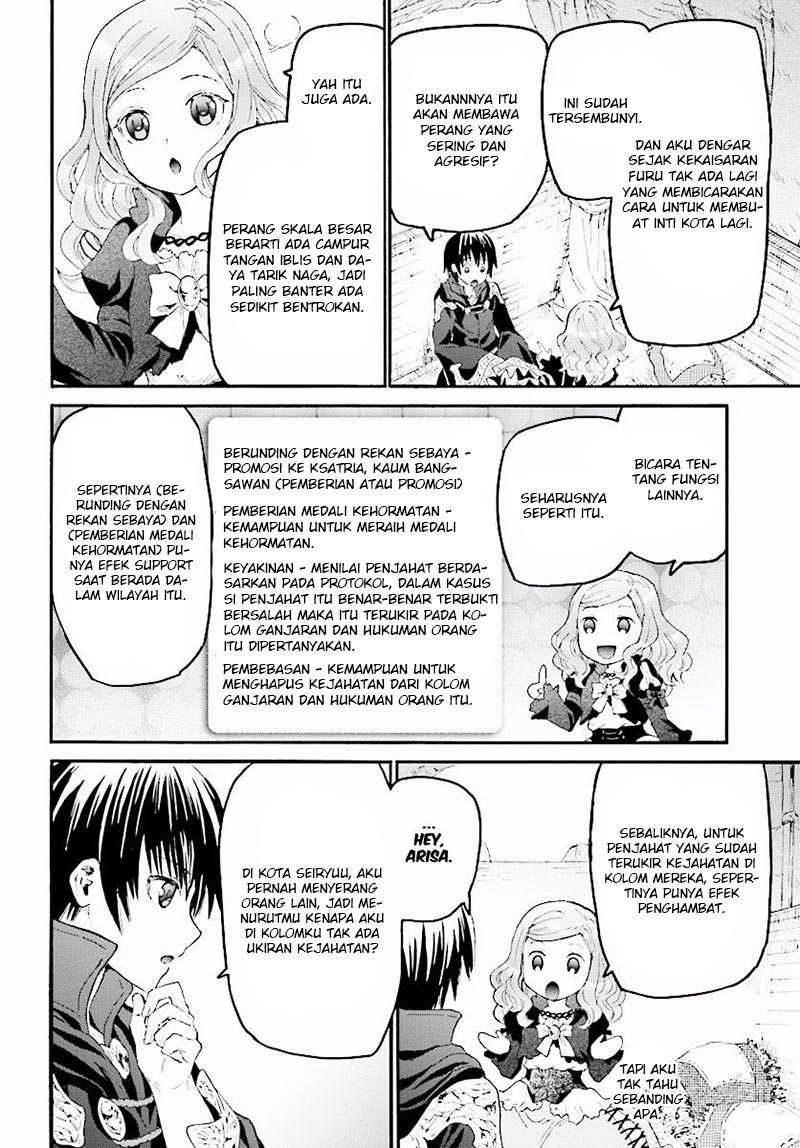 INI SUDAH
TERSEMBUNYI.
DAN AKU DENGAR
SEJAK KEKAISARAN
FURU TAK ADA LAGI
YANG MEMBICARAKAN
CARA UNTUK MEMBU-
AT INTI KOTA LAGI.
BUKANNNYA ITU
AKAN MEMBAWA
PERANG YANG
SERING DAN
AGRESIF?
YAH ITU
JUGA ADA.
PERANG SKALA BESAR
BERARTI ADA CAMPUR
TANGAN IBLIS DAN DA-
YA TARIK NAGA, JADI
PALING BANTER ADA
SEDIKIT BENTROKAN.
BICARA TEN-
TANG FUNGSI
LAINNYA.
SEHARUSNYA
SEPERTI ITU.
BERUNDING DENGAN REKAN SEBAYA -
PROMOSI KE KSATRIA, KAUM BANG-
SAWAN (PEMBERIAN ATAU PROMOSI)
PEMBERIAN MEDALI KEHORMATAN -
KEMAMPUAN UNTUK MERAIH MEDALI
KEHORMATAN.
KEYAKINAN - MENILAI PENJAHAT BERDA-
SARKAN PADA PROTOKOL, DALAM KASUS
SI PENJAHAT ITU BENAR-BENAR TERBUKTI
BERSALAH MAKA ITU TERUKIR PADA KO-
LOM GANJARAN DAN HUKUMAN ORANG
ITU DIPERTANYAKAN.
PEMBEBASAN - KEMAMPUAN UNTUK
MENGHAPUS KEJAHATAN DARI KOLOM
GANJARAN DAN HUKUMAN ORANG ITU.
SEPERTINYA (BE-
RUNDING DENGAN
REKAN SEBAYA) DAN
(PEMBERIAN MEDALI
KEHORMATAN) PU-
NYA EFEK SUPPORT
SAAT BERADA DA-
LAM WILAYAH ITU.
SEBALIKNYA, UNTUK
PENJAHAT YANG SUDAH
TERUKIR KEJAHATAN DI
KOLOM MEREKA, SEPER-
TINYA PUNYA EFEK
PENGHAMBAT.
TAPI AKU
TAK TAHU
SEBANDING
APA.
...
HEY,
ARISA.
DI KOTA SEIRYUU, AKU
PERNAH MENYERANG
ORANG LAIN, JADI
MENURUTMU KENAPA AKU
DI KOLOMKU TAK ADA
UKIRAN KEJAHATAN?